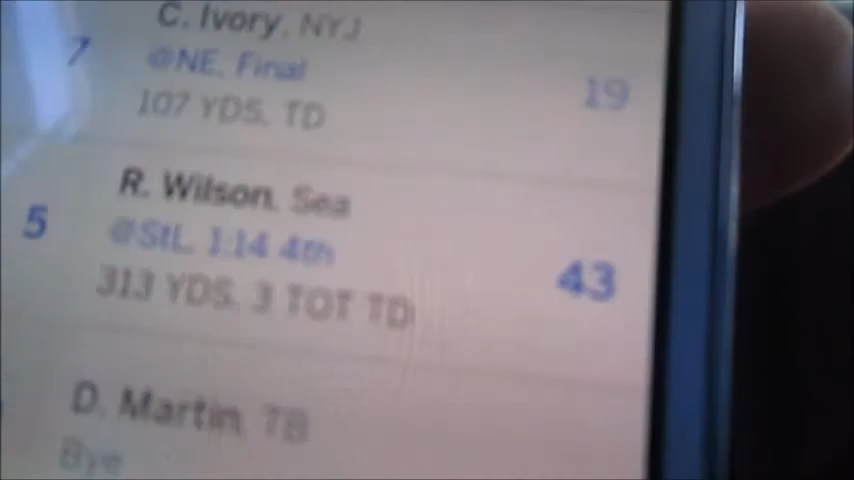 C. Ivory, NYJ
7
@NE, Final
19
107 YDS, TD
R. Wilson, Sea
5
@StL, 1:14 4th
43
313 YDS, 3 TOT TD
D. Martin, TB
Bye